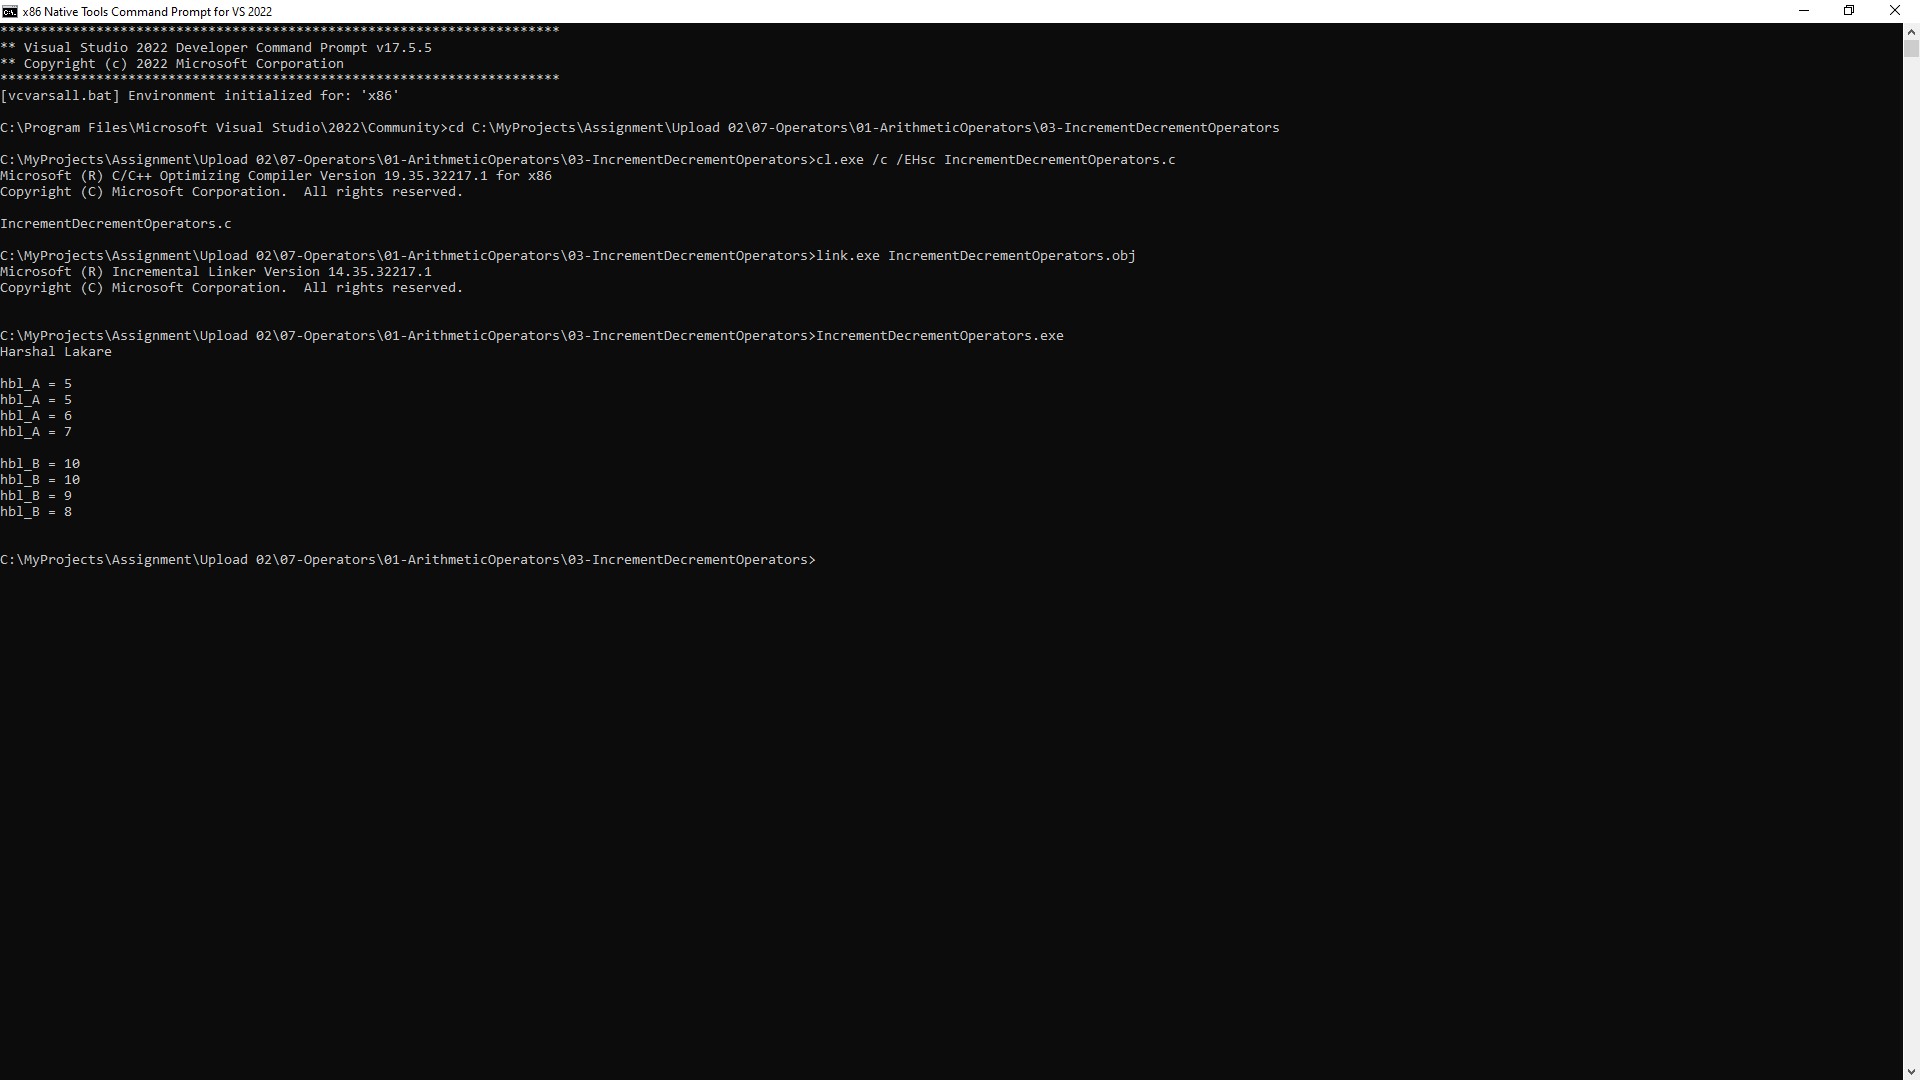 x86 Native Tools Command Prompt for VS 2022
**********************************************************************
** Visual Studio 2022 Developer Command Prompt v17.5.5
** Copyright (c) 2022 Microsoft Corporation
**********************************************************************
[vcvarsall.bat] Environment initialized for: 'x86'
C:\Program Files\Microsoft Visual Studio\2022\Community>cd C:\MyProjects\Assignment\Upload 02\07-Operators\01-ArithmeticOperators\03-IncrementDecrementOperators
C:\MyProjects\Assignment\Upload 02\07-Operators\01-ArithmeticOperators\03-IncrementDecrementOperators>cl.exe /c /EHsc IncrementDecrementOperators.c
Microsoft (R) C/C++ Optimizing Compiler Version 19.35.32217.1 for x86
Copyright (C) Microsoft Corporation.  All rights reserved.
IncrementDecrementOperators.c
C:\MyProjects\Assignment\Upload 02\07-Operators\01-ArithmeticOperators\03-IncrementDecrementOperators>link.exe IncrementDecrementOperators.obj
Microsoft (R) Incremental Linker Version 14.35.32217.1
Copyright (C) Microsoft Corporation.  All rights reserved.
C:\MyProjects\Assignment\Upload 02\07-Operators\01-ArithmeticOperators\03-IncrementDecrementOperators>IncrementDecrementOperators.exe
Harshal Lakare
hbl_A = 5
hbl_A = 5
hbl_A = 6
hbl_A = 7
hbl_B = 10
hbl_B = 10
hbl_B = 9
hbl_B = 8
C:\MyProjects\Assignment\Upload 02\07-Operators\01-ArithmeticOperators\03-IncrementDecrementOperators>